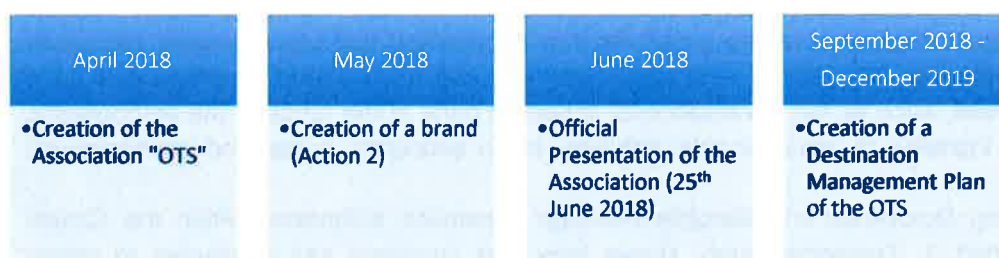 April 2018
•Creation of the
Association "OTS"
May 2018
•Creation of a brand
(Action 2)
June 2018
•Official
Presentation of the
Association (25th
June 2018)
September 2018 -
December 2019
•Creation of a
Destination
Management Plan
of the OTS